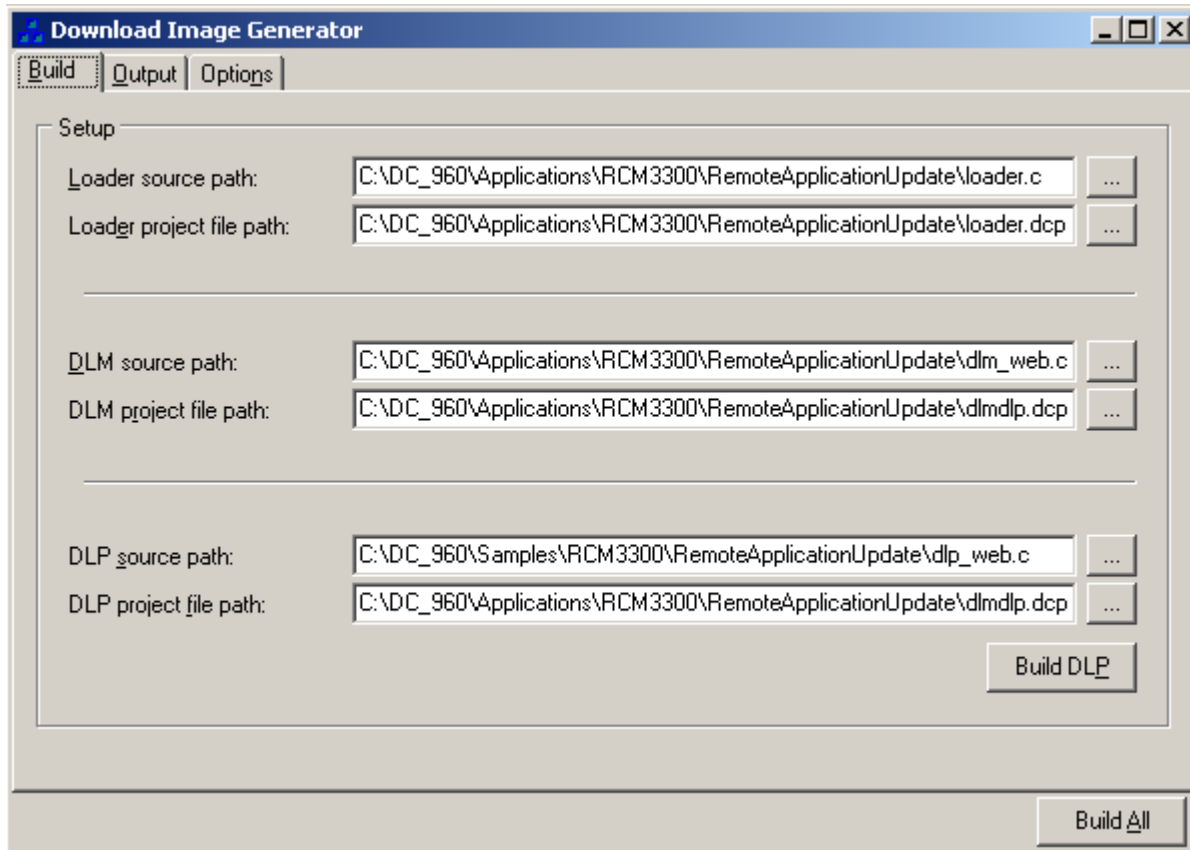 Download Image Generator
Build Output Options
Setup
Loader source path: C:\DC_960\Applications\RCM3300\RemoteApplicationUpdate\loader.c ...
Loader project file path: C:\DC_960\Applications\RCM3300\RemoteApplicationUpdate\loader.dcp ...
DLM source path: C:\DC_960\Applications\RCM3300\RemoteApplicationUpdate\dlm_web.c ...
DLM project file path: C:\DC_960\Applications\RCM3300\RemoteApplicationUpdate\dlmdlp.dcp ...
DLP source path: C:\DC_960\Samples\RCM3300\RemoteApplicationUpdate\dlp_web.c ...
DLP project file path: C:\DC_960\Applications\RCM3300\RemoteApplicationUpdate\dlmdlp.dcp ...
Build DLP
Build All